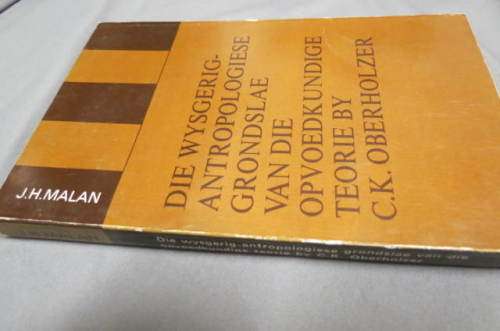 DIE WYSGERIG-
ANTROPOLOGIESE
GRONDSLAE
VAN DIE
OPVOEDKUNDIGE
TEORIE BY
C.K. OBERHOLZER
J.H.MALAN
Die wysgerig-antropologiese grondslae van die
teorie by C.K. Oberholzer